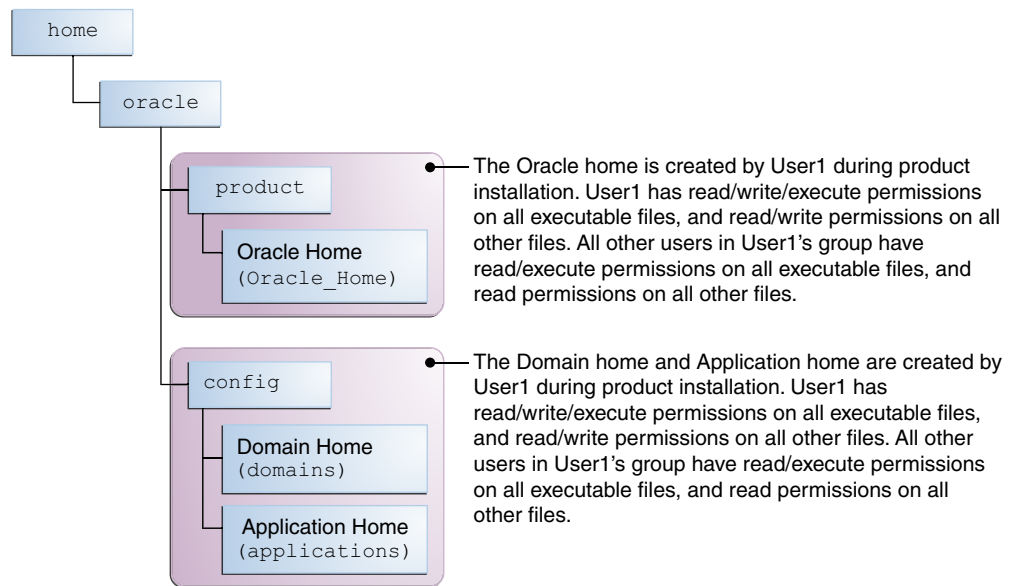 home
oracle
product
Oracle Home
(Oracle_Home)
The Oracle home is created by User1 during product
installation. User1 has read/write/execute permissions
on all executable files, and read/write permissions on all
other files. All other users in User1's group have
read/execute permissions on all executable files, and
read permissions on all other files.
config
Domain Home
(domains)
Application Home
(applications)
The Domain home and Application home are created by
User1 during product installation. User1 has
read/write/execute permissions on all executable files,
and read/write permissions on all other files. All other
users in User1's group have read/execute permissions
on all executable files, and read permissions on all
other files.